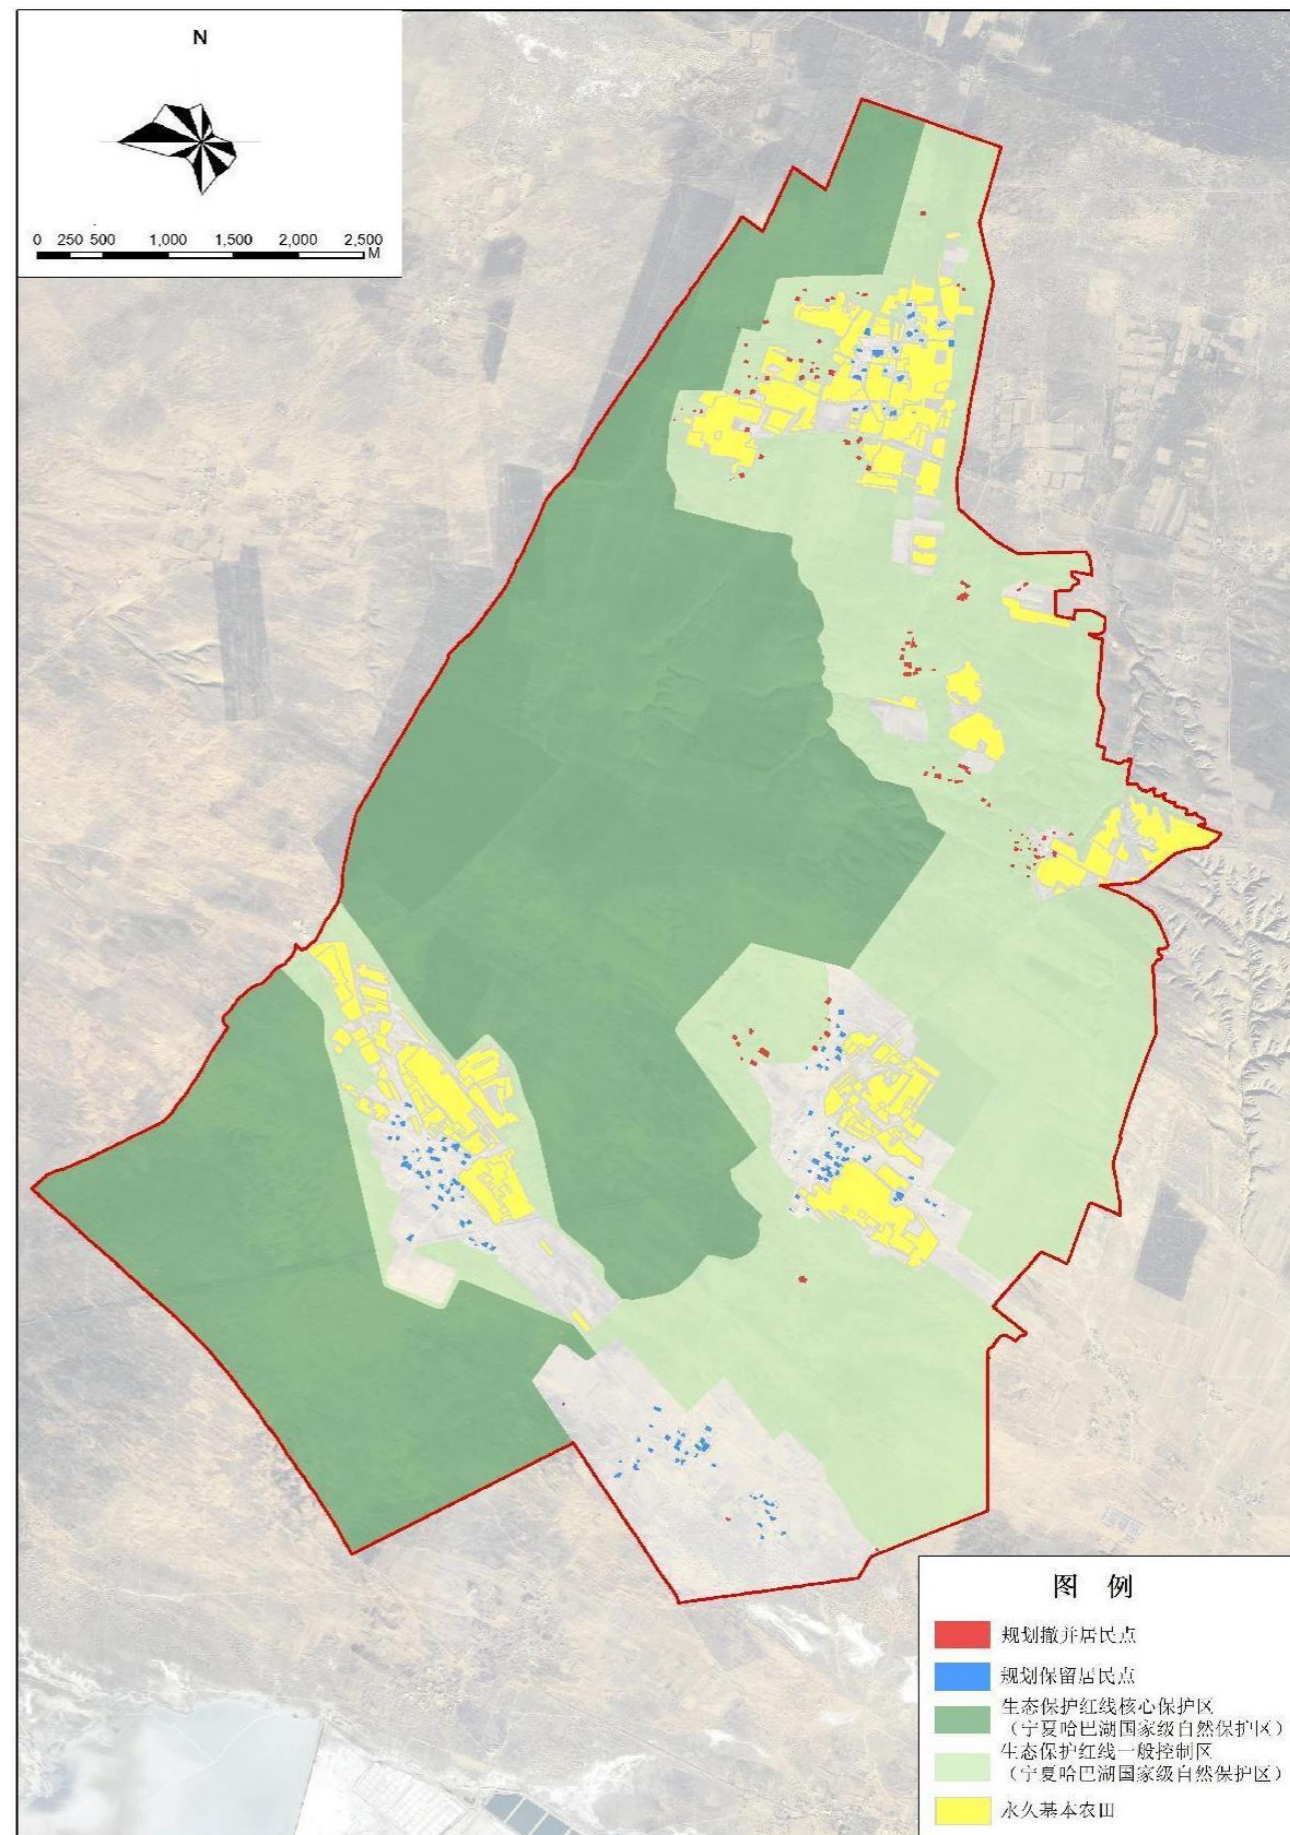 N
0 250 500 1,000 1,500 2,000 2,500
M
图 例
规划撤并居民点
规划保留居民点
生态保护红线核心保护区
（宁夏哈巴湖国家级自然保护区）
生态保护红线一般控制区
（宁夏哈巴湖国家级自然保护区）
永久基本农田